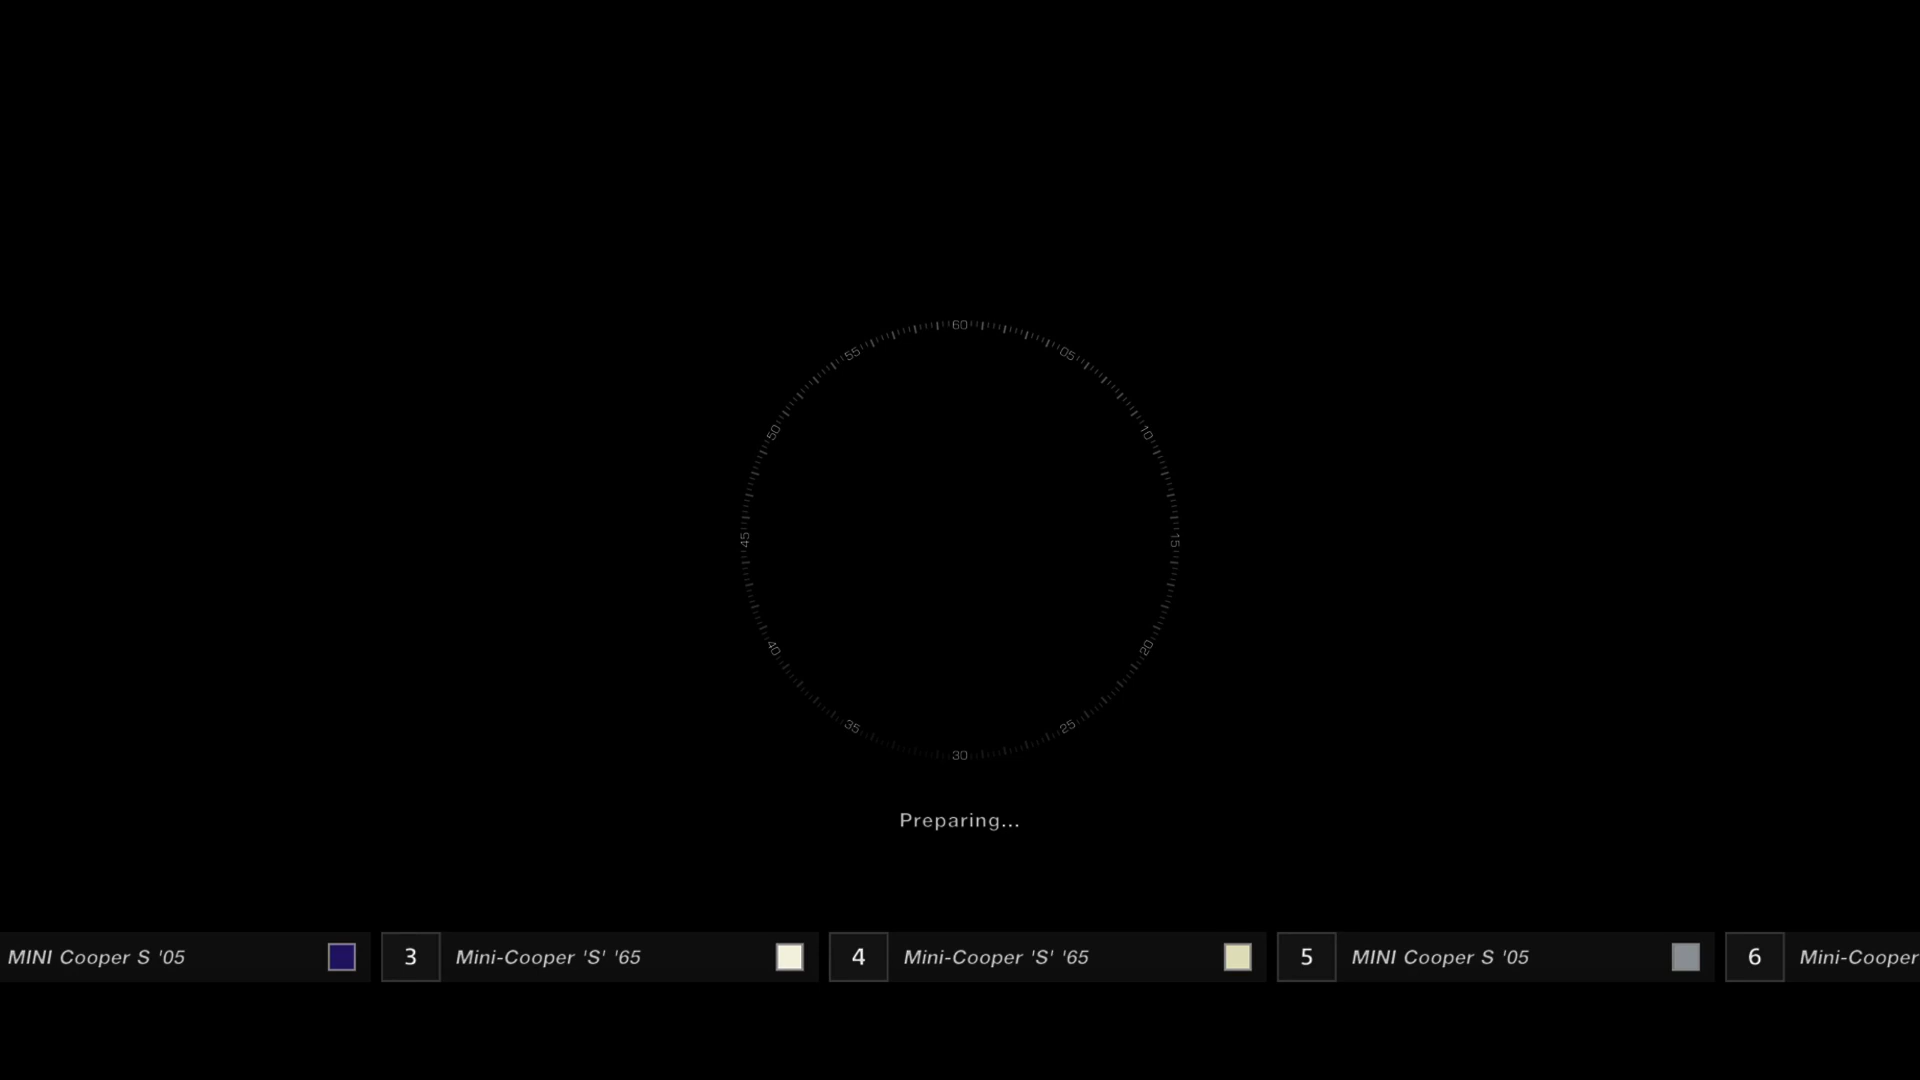 60
55
05
50
10
45
15
40
20
35
25
30
Preparing...
MINI Cooper S '05
3 Mini-Cooper 'S' '65
4 Mini-Cooper 'S' '65
5 MINI Cooper S '05
6 Mini-Cooper